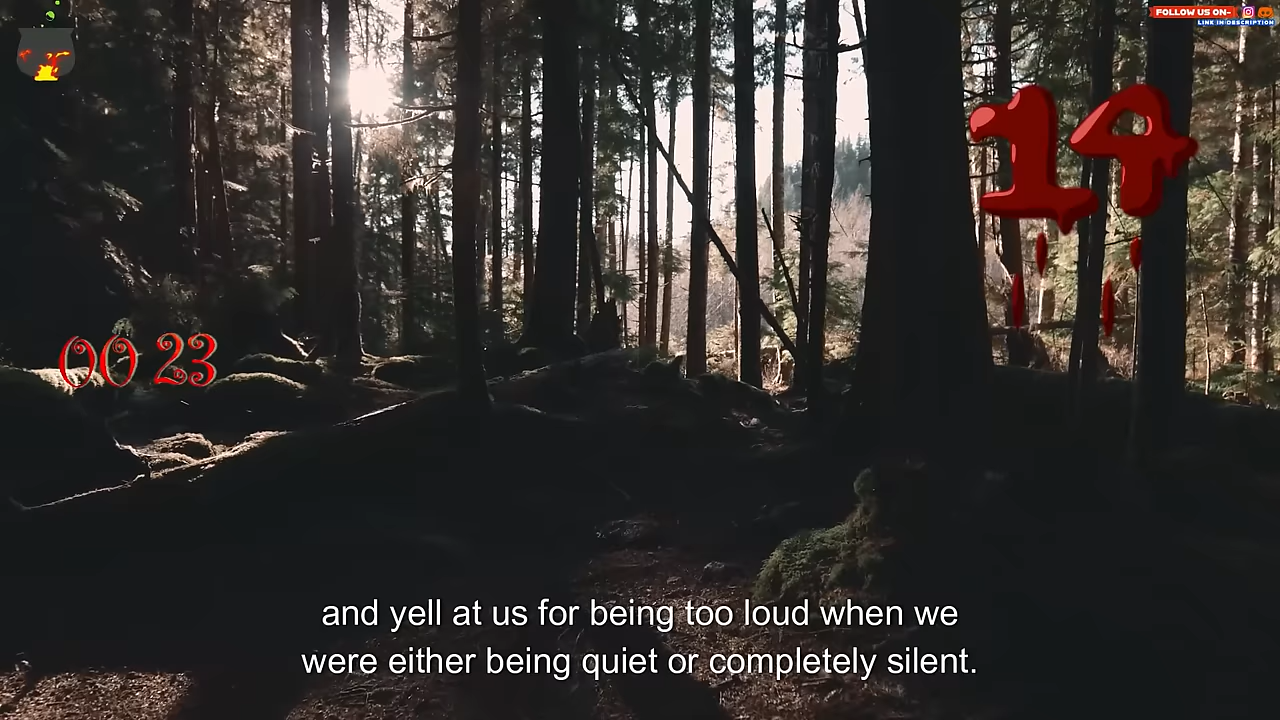 FOLLOW US ON-
LINK IN DESCRIPTION
14
00 23
and yell at us for being too loud when we
were either being quiet or completely silent.